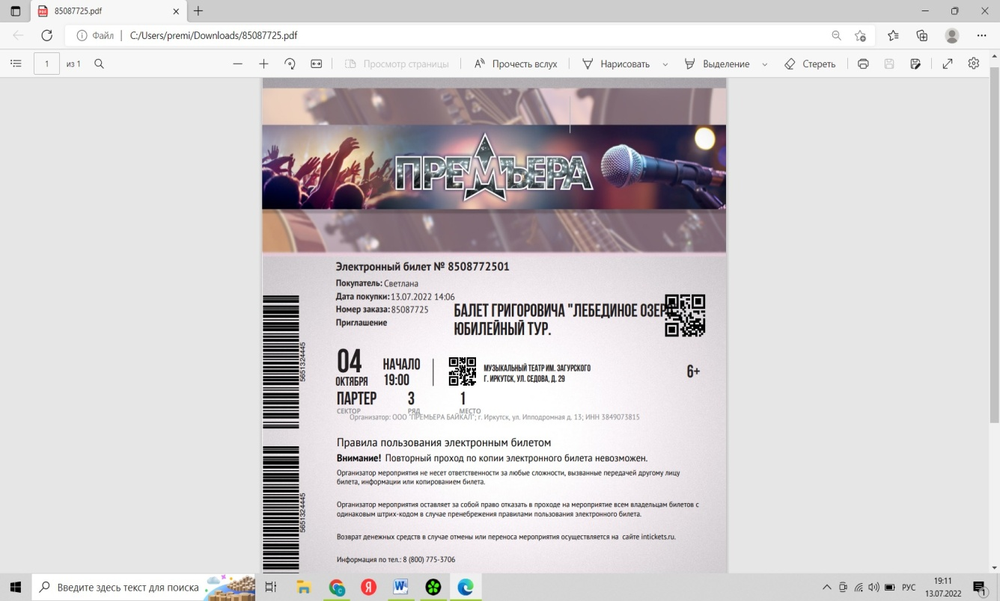 85087725.pdf
Файл
C:/Users/premi/Downloads/85087725.pdf
1
из 1
Просмотр страницы
Прочесть вслух
Нарисовать
Выделение
Стереть
ПРЕМЬЕРА
Электронный билет № 8508772501
Покупатель: Светлана
Дата покупки: 13.07.2022 14:06
Номер заказа: 85087725
Приглашение
БАЛЕТ ГРИГОРОВИЧА "ЛЕБЕДИНОЕ ОЗЕРО
ЮБИЛЕЙНЫЙ ТУР.
04
ОКТЯБРЯ
НАЧАЛО
19:00
МУЗЫКАЛЬНЫЙ ТЕАТР ИМ. ЗАГУРСКОГО
Г. ИРКУТСК, УЛ. СЕДОВА, Д. 29
6+
ПАРТЕР 3 1
СЕКТОР РЯД МЕСТО
Организатор: ООО "ПРЕМЬЕРА БАЙКАЛ"; г. Иркутск, ул. Ипподромная д. 13; ИНН 3849073815
5651324445
Правила пользования электронным билетом
Внимание! Повторный проход по копии электронного билета невозможен.
Организатор мероприятия не несет ответственности за любые сложности, вызванные передачей другому лицу
билета, информации или копированием билета.
Организатор мероприятия оставляет за собой право отказать в проходе на мероприятие всем владельцам билетов с
одинаковым штрих-кодом в случае пренебрежения правилами пользования электронного билета.
5651324445
Возврат денежных средств в случае отмены или переноса мероприятия осуществляется на сайте intickets.ru.
Информация по тел.: 8 (800) 775-3706
Введите здесь текст для поиска
РУС
19:11
13.07.2022
1